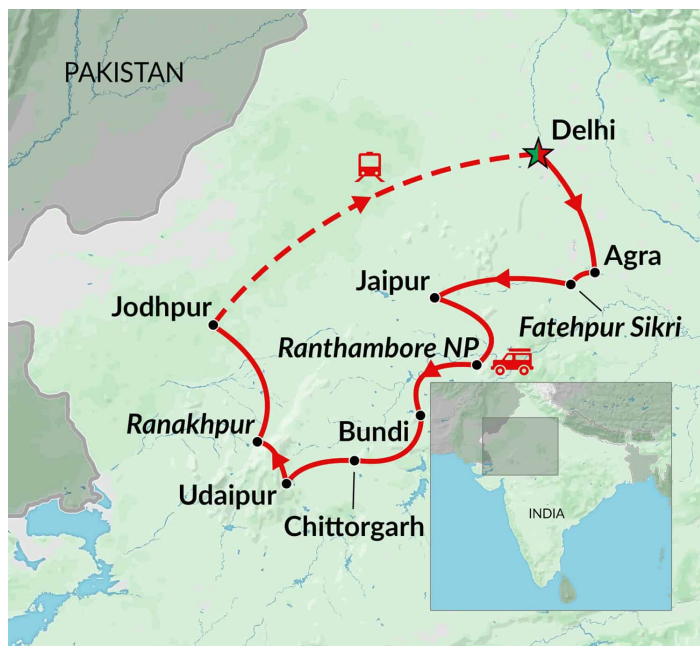 PAKISTAN
Delhi
Agra
Jaipur
Fatehpur Sikri
Jodhpur
Ranthambore NP
Ranakhpur
Bundi
Udaipur
Chittorgarh
INDIA